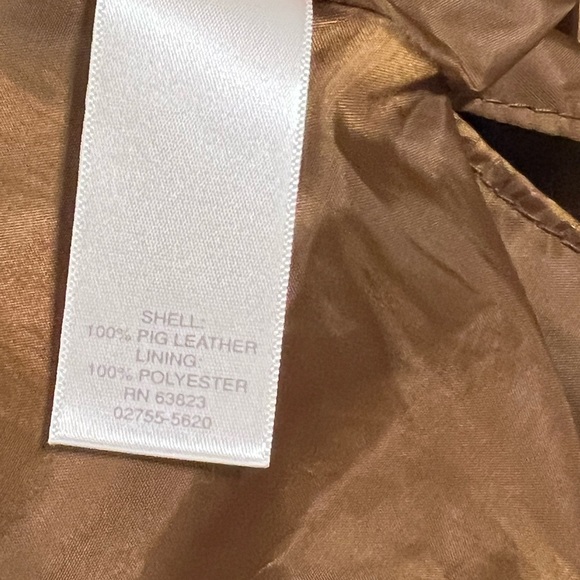 SHELL:
100% PIG LEATHER
LINING:
100% POLYESTER
RN 63823
02755-5620